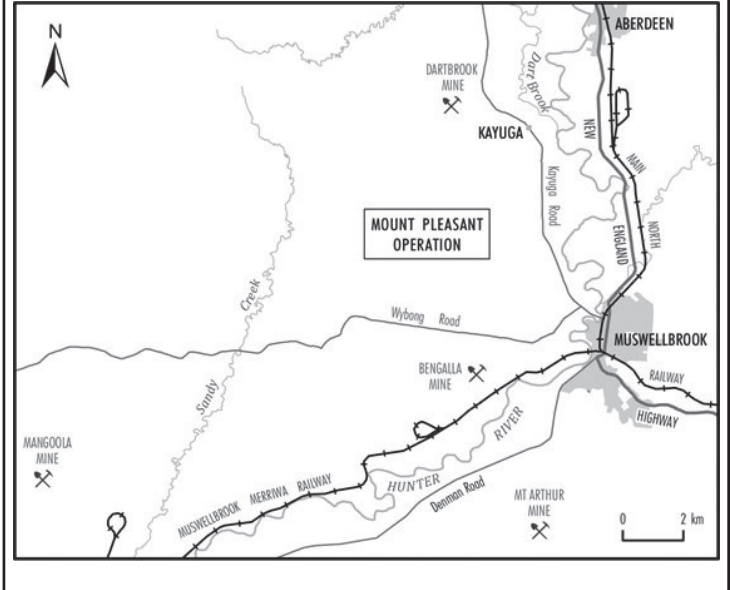 N
ABERDEEN
DARTBROOK
MINE
Dart Brook
KAYUGA
NEW
MAIN
Kayuga Road
MOUNT PLEASANT
OPERATION
NORTH
ENGLAND
Creek
Wybong Road
MUSWELLBROOK
BENGALLA
MINE
RAILWAY
Sandy
HIGHWAY
RIVER
MANGOOLA
MINE
HUNTER
MUSWELLBROOK MERRIWA RAILWAY
Denman Road
MT ARTHUR
MINE
0 2 km